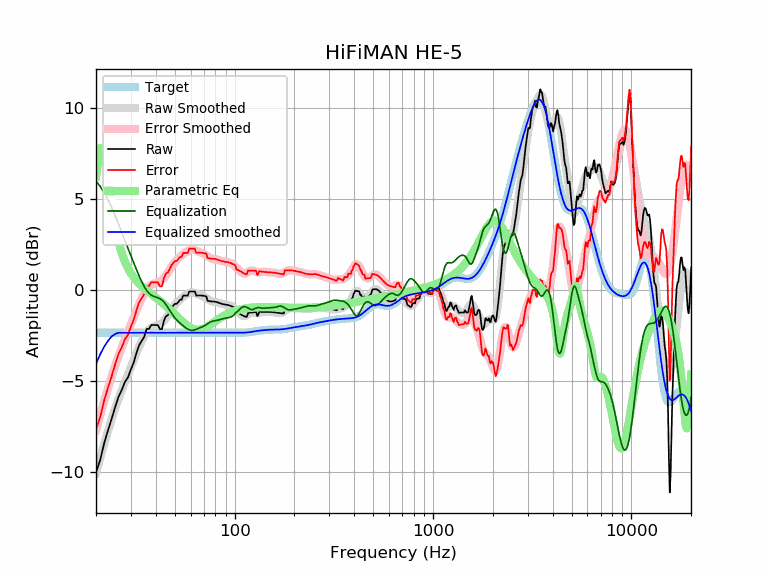 HiFiMAN HE-5
Target
Raw Smoothed
Error Smoothed
Raw
Error
Parametric Eq
Equalization
Equalized smoothed
10
5
0
−5
−10
Amplitude (dBr)
100
1000
10000
Frequency (Hz)